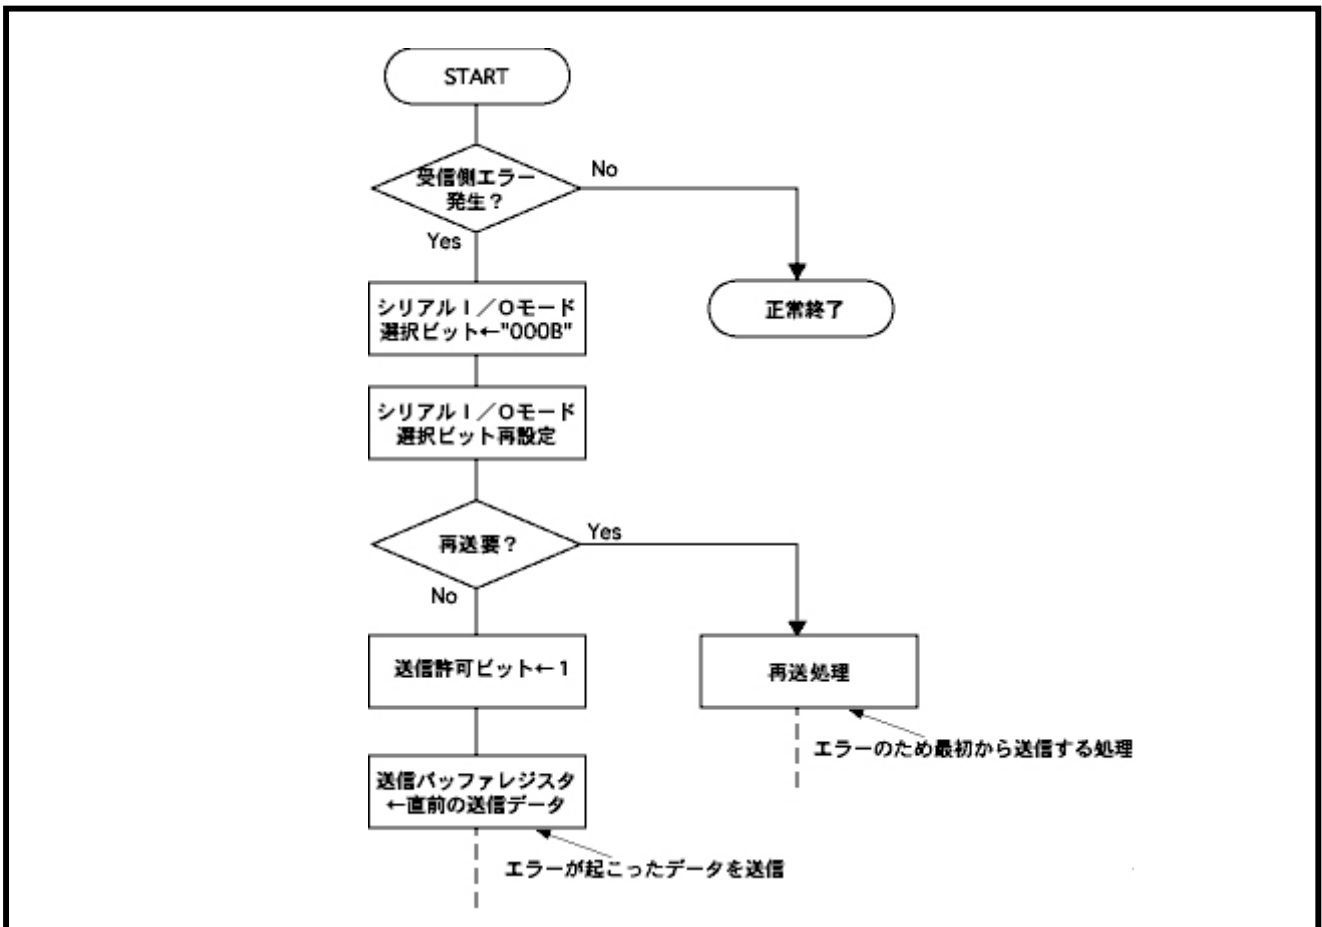 START
受信側エラー
発生？
No
Yes
シリアルＩ／Ｏモード
選択ビット←"000B"
正常終了
シリアルＩ／Ｏモード
選択ビット再設定
再送要？
Yes
No
送信許可ビット←１
再送処理
エラーのため最初から送信する処理
送信バッファレジスタ
←直前の送信データ
エラーが起こったデータを送信